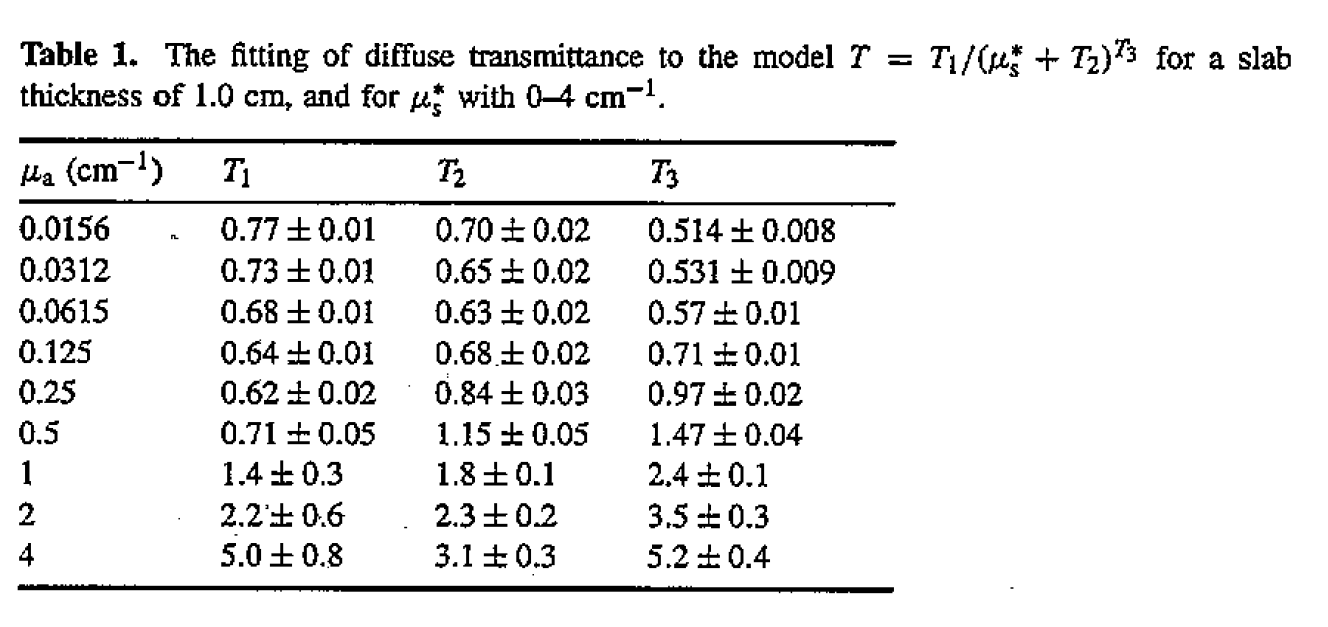 Table 1. The fitting of diffuse transmittance to the model T = T₁/(μₛ* + T₂)^T₃ for a slab
thickness of 1.0 cm, and for μₛ* with 0–4 cm⁻¹.
μₐ (cm⁻¹) T₁ T₂ T₃
0.0156 0.77 ± 0.01 0.70 ± 0.02 0.514 ± 0.008
0.0312 0.73 ± 0.01 0.65 ± 0.02 0.531 ± 0.009
0.0615 0.68 ± 0.01 0.63 ± 0.02 0.57 ± 0.01
0.125 0.64 ± 0.01 0.68 ± 0.02 0.71 ± 0.01
0.25 0.62 ± 0.02 0.84 ± 0.03 0.97 ± 0.02
0.5 0.71 ± 0.05 1.15 ± 0.05 1.47 ± 0.04
1 1.4 ± 0.3 1.8 ± 0.1 2.4 ± 0.1
2 2.2 ± 0.6 2.3 ± 0.2 3.5 ± 0.3
4 5.0 ± 0.8 3.1 ± 0.3 5.2 ± 0.4